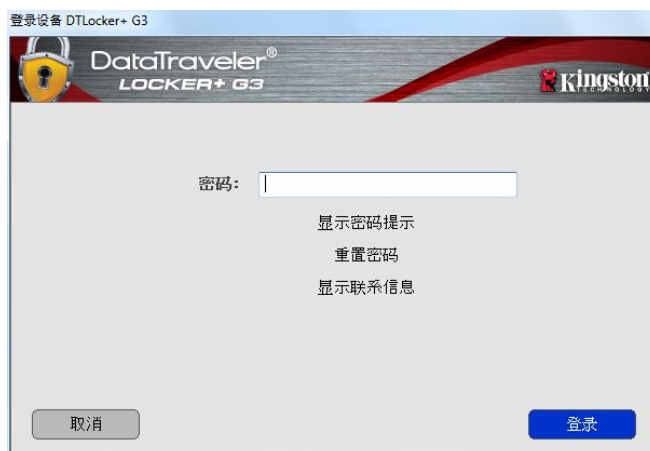 登录设备 DTLocker+ G3
DataTraveler®
LOCKER+ G3
Kingston
TECHNOLOGY
密码:
显示密码提示
重置密码
显示联系信息
取消
登录